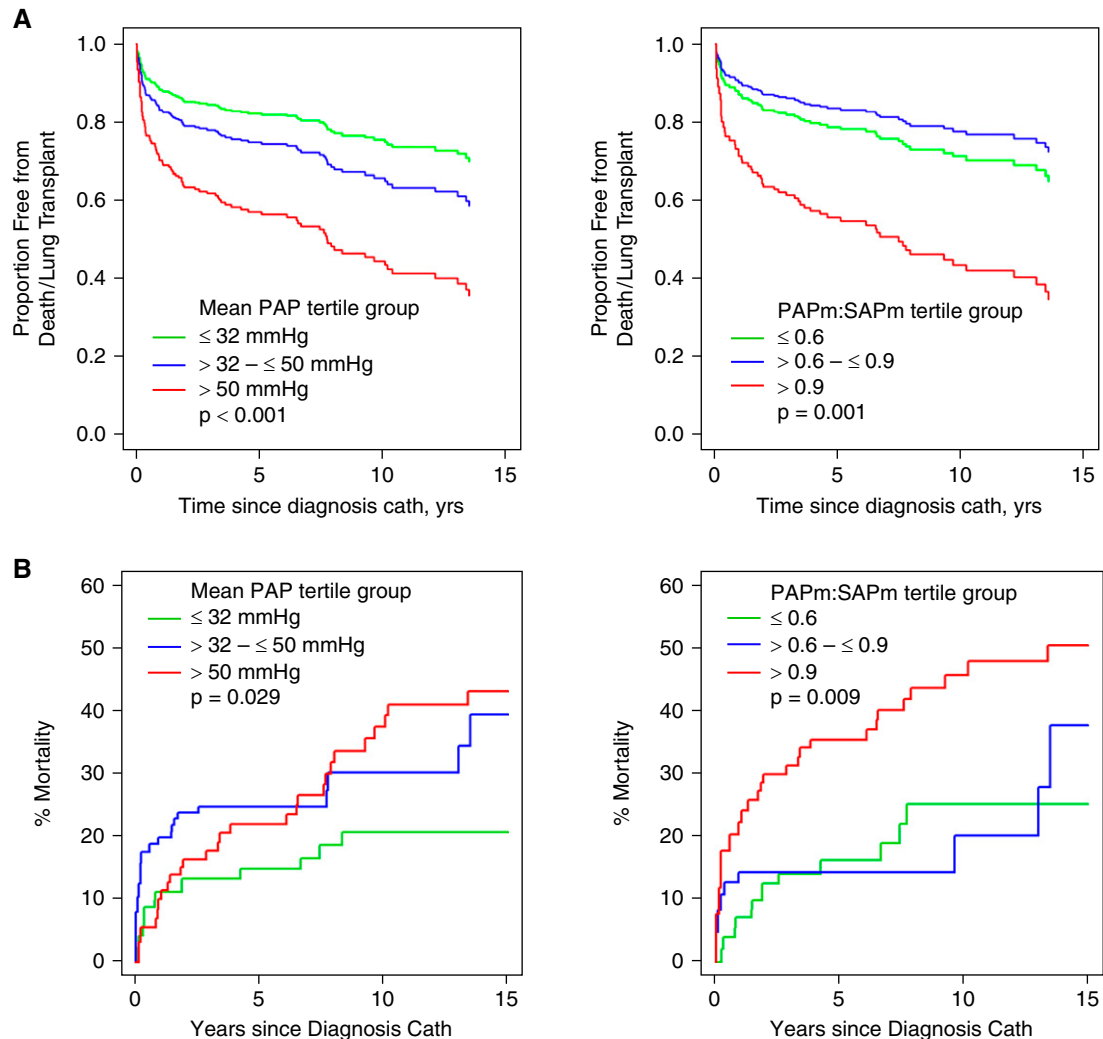 A
1.0
0.8
0.6
0.4
0.2
0.0
Proportion Free from
Death/Lung Transplant
Mean PAP tertile group
≤ 32 mmHg
> 32 – ≤ 50 mmHg
> 50 mmHg
p < 0.001
0 5 10 15
Time since diagnosis cath, yrs
1.0
0.8
0.6
0.4
0.2
0.0
Proportion Free from
Death/Lung Transplant
PAPm:SAPm tertile group
≤ 0.6
> 0.6 – ≤ 0.9
> 0.9
p = 0.001
0 5 10 15
Time since diagnosis cath, yrs
B
60
50
40
30
20
10
0
% Mortality
Mean PAP tertile group
≤ 32 mmHg
> 32 – ≤ 50 mmHg
> 50 mmHg
p = 0.029
0 5 10 15
Years since Diagnosis Cath
60
50
40
30
20
10
0
% Mortality
PAPm:SAPm tertile group
≤ 0.6
> 0.6 – ≤ 0.9
> 0.9
p = 0.009
0 5 10 15
Years since Diagnosis Cath